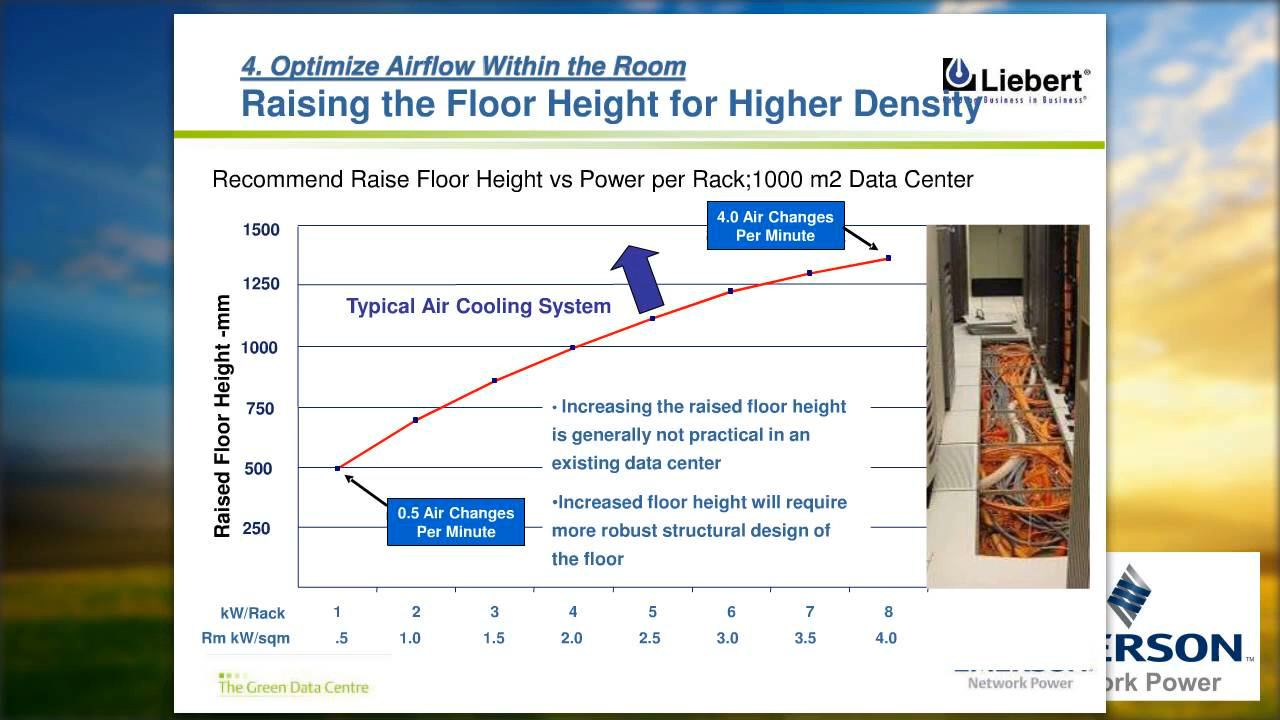 4. Optimize Airflow Within the Room
Raising the Floor Height for Higher Density
Liebert®
Business in Business®
Recommend Raise Floor Height vs Power per Rack;1000 m2 Data Center
4.0 Air Changes
Per Minute
1500
1250
1000
750
500
250
Raised Floor Height -mm
Typical Air Cooling System
• Increasing the raised floor height
is generally not practical in an
existing data center
•Increased floor height will require
more robust structural design of
the floor
0.5 Air Changes
Per Minute
kW/Rack 1 2 3 4 5 6 7 8
Rm kW/sqm .5 1.0 1.5 2.0 2.5 3.0 3.5 4.0
The Green Data Centre
Network Power
ERSON™
ork Power